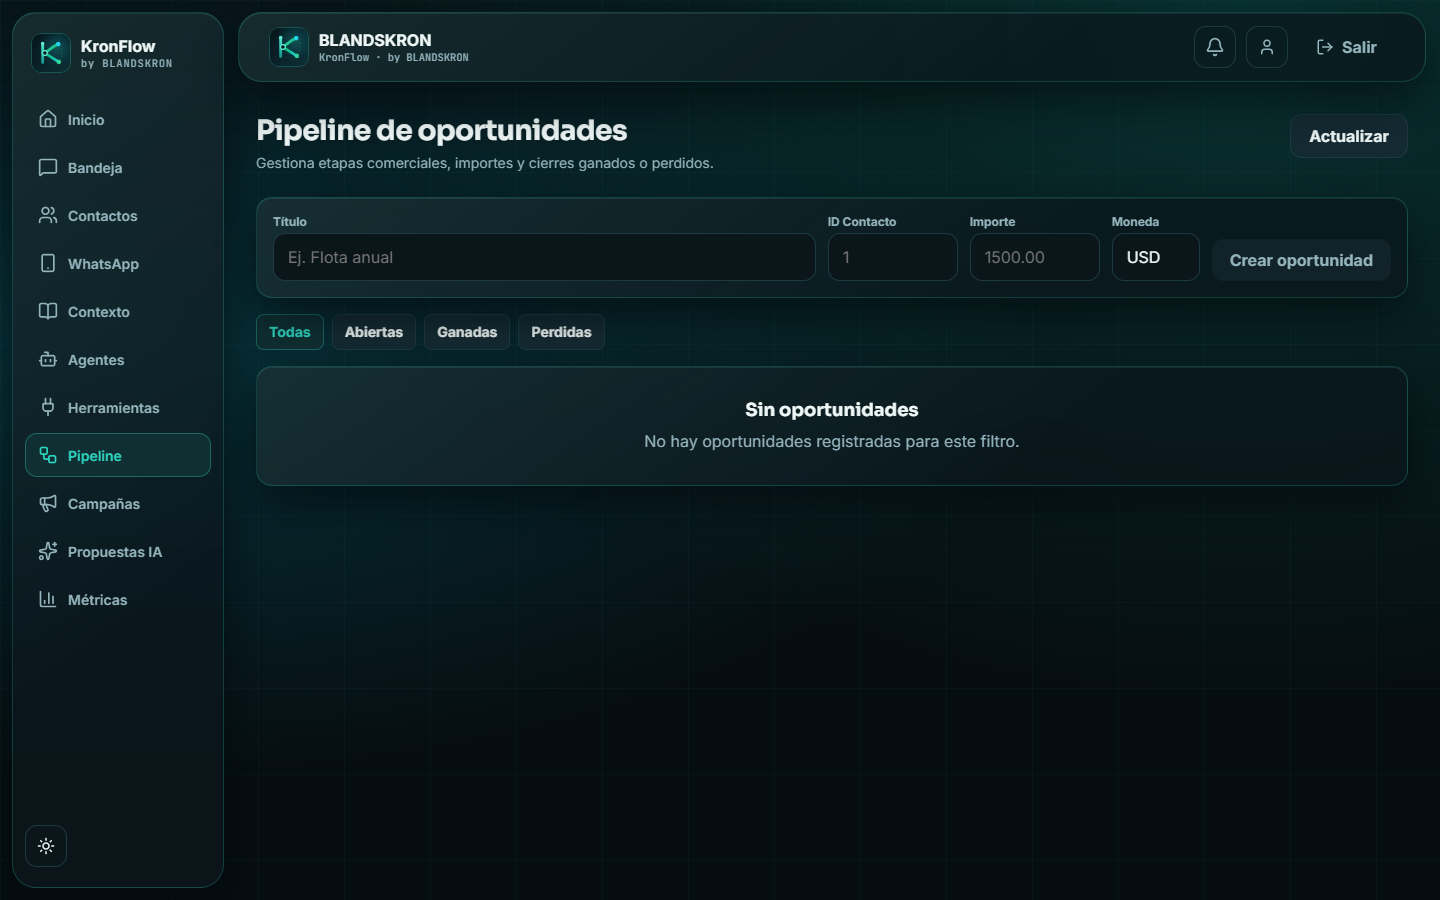 KronFlow
by BLANDSKRON
Inicio
Bandeja
Contactos
WhatsApp
Contexto
Agentes
Herramientas
Pipeline
Campañas
Propuestas IA
Métricas
BLANDSKRON
KronFlow · by BLANDSKRON
Salir
Pipeline de oportunidades
Gestiona etapas comerciales, importes y cierres ganados o perdidos.
Actualizar
Título
ID Contacto
Importe
Moneda
Ej. Flota anual
1
1500.00
USD
Crear oportunidad
Todas
Abiertas
Ganadas
Perdidas
Sin oportunidades
No hay oportunidades registradas para este filtro.